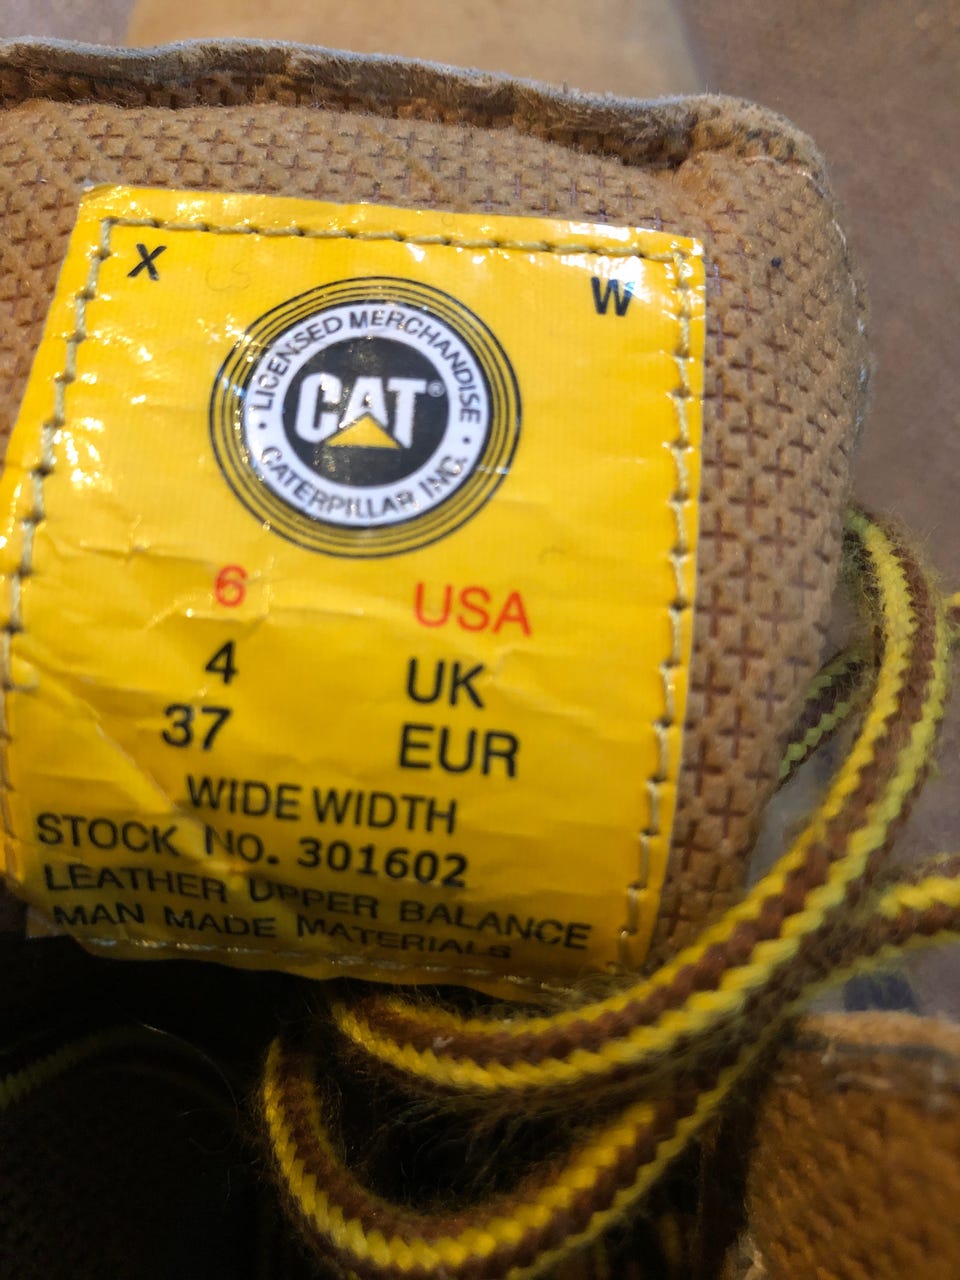 X
W
LICENSED MERCHANDISE
CAT®
· CATERPILLAR INC. ·
6 USA
4 UK
37 EUR
WIDE WIDTH
STOCK NO. 301602
LEATHER UPPER BALANCE
MAN MADE MATERIALS